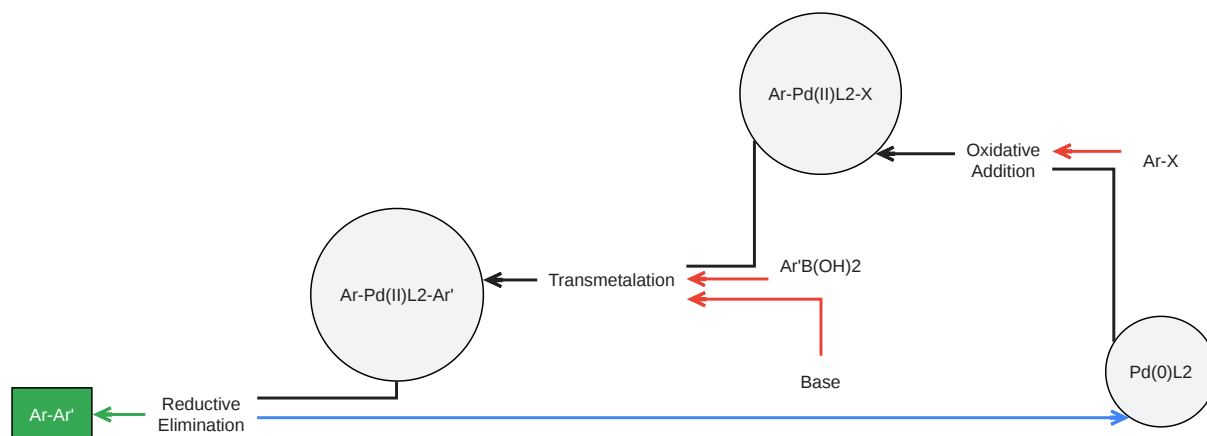 Ar-Pd(II)L2-X
Oxidative
Addition
Ar-X
Ar'B(OH)2
Transmetalation
Ar-Pd(II)L2-Ar'
Base
Pd(0)L2
Reductive
Elimination
Ar-Ar'